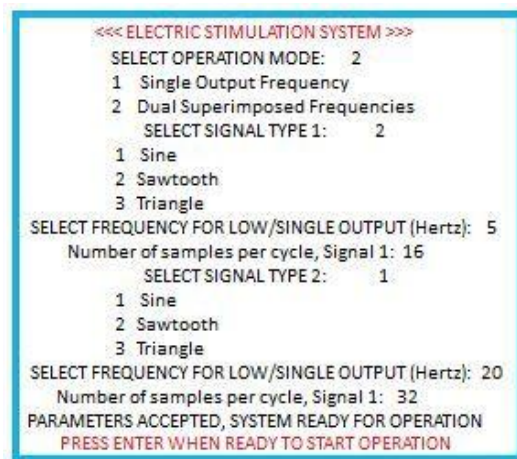 <<< ELECTRIC STIMULATION SYSTEM >>>
SELECT OPERATION MODE: 2
1 Single Output Frequency
2 Dual Superimposed Frequencies
SELECT SIGNAL TYPE 1: 2
1 Sine
2 Sawtooth
3 Triangle
SELECT FREQUENCY FOR LOW/SINGLE OUTPUT (Hertz): 5
Number of samples per cycle, Signal 1: 16
SELECT SIGNAL TYPE 2: 1
1 Sine
2 Sawtooth
3 Triangle
SELECT FREQUENCY FOR LOW/SINGLE OUTPUT (Hertz): 20
Number of samples per cycle, Signal 1: 32
PARAMETERS ACCEPTED, SYSTEM READY FOR OPERATION
PRESS ENTER WHEN READY TO START OPERATION